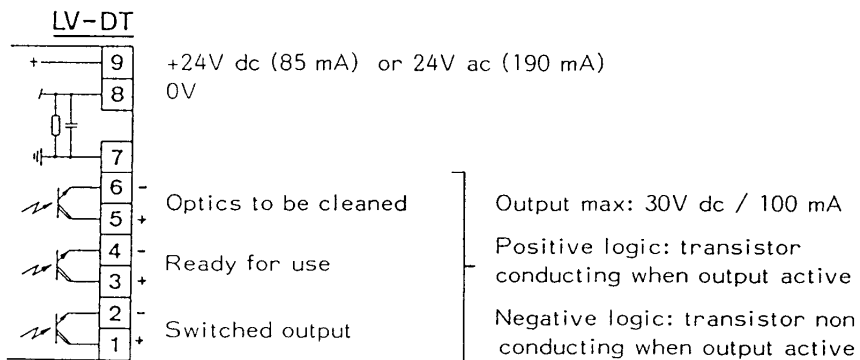 LV-DT
+ 9 +24V dc (85 mA) or 24V ac (190 mA)
8 0V
7
6 -
5 +
Optics to be cleaned
4 -
3 +
Ready for use
2 -
1 +
Switched output
Output max: 30V dc / 100 mA
Positive logic: transistor
conducting when output active
Negative logic: transistor non
conducting when output active